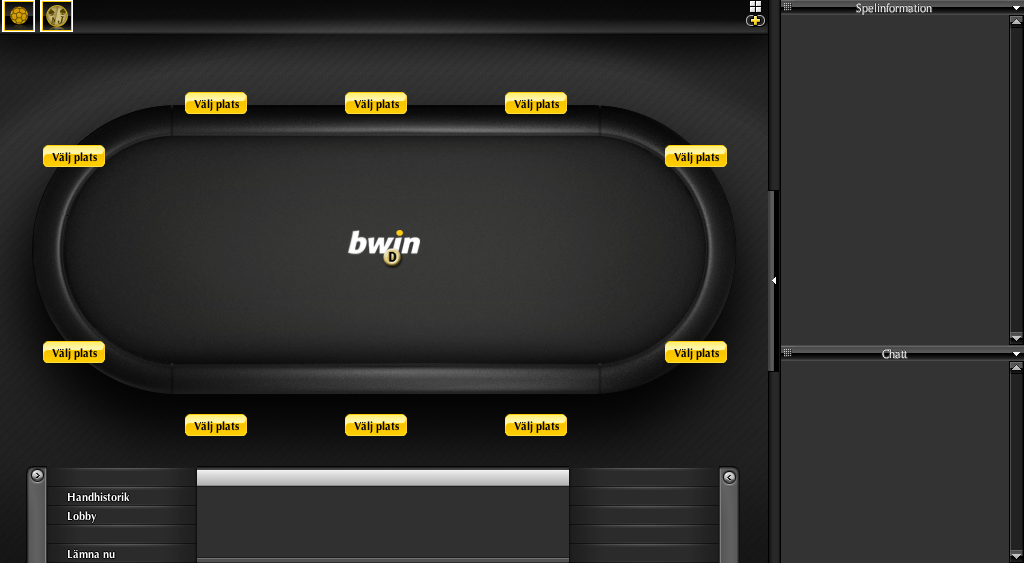 Spelinformation
Välj plats Välj plats Välj plats
Välj plats Välj plats
bwin
D
Välj plats Välj plats
Chatt
Välj plats Välj plats Välj plats
Handhistorik
Lobby
Lämna nu